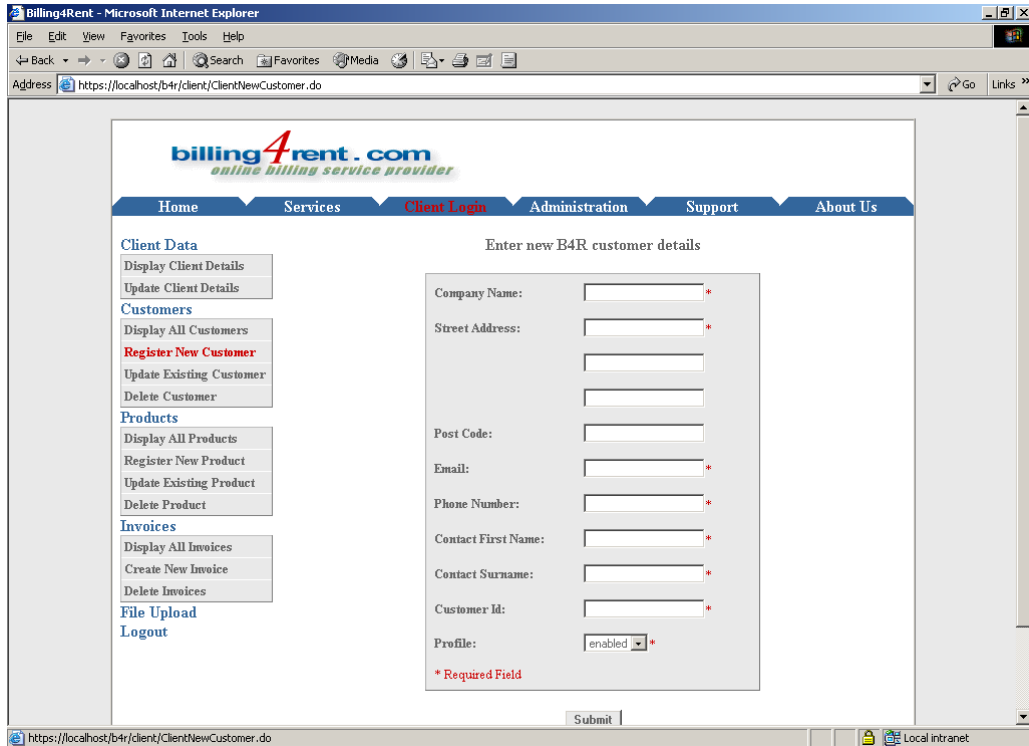 Billing4Rent - Microsoft Internet Explorer
File Edit View Favorites Tools Help
Back Search Favorites Media
Address https://localhost/b4r/client/ClientNewCustomer.do Go Links »
billing4rent.com
online billing service provider
Home Services Client Login Administration Support About Us
Client Data
Display Client Details
Update Client Details
Customers
Display All Customers
Register New Customer
Update Existing Customer
Delete Customer
Products
Display All Products
Register New Product
Update Existing Product
Delete Product
Invoices
Display All Invoices
Create New Invoice
Delete Invoices
File Upload
Logout
Enter new B4R customer details
Company Name: *
Street Address: *
Post Code:
Email: *
Phone Number: *
Contact First Name: *
Contact Surname: *
Customer Id: *
Profile: enabled *
* Required Field
Submit
https://localhost/b4r/client/ClientNewCustomer.do Local intranet